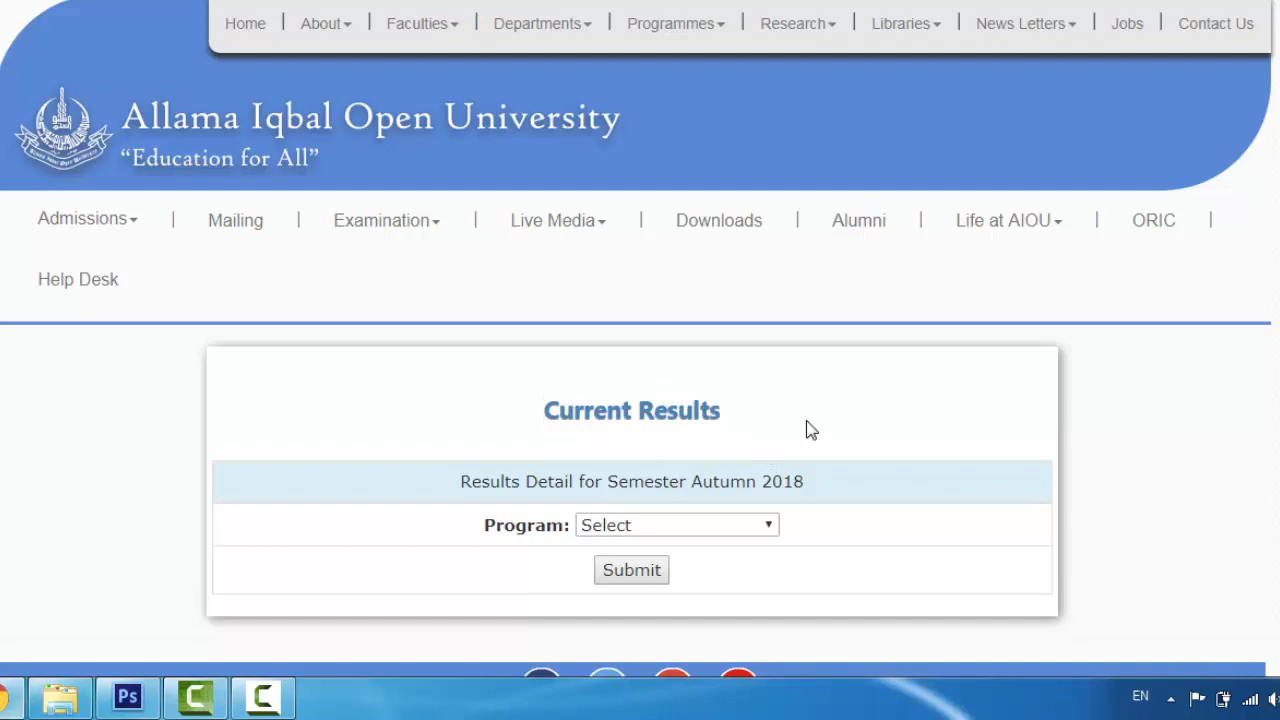 Home | About | Faculties | Departments | Programmes | Research | Libraries | News Letters | Jobs | Contact Us
Allama Iqbal Open University
“Education for All”
Admissions | Mailing | Examination | Live Media | Downloads | Alumni | Life at AIOU | ORIC |
Help Desk
Current Results
Results Detail for Semester Autumn 2018
Program: Select
Submit
Ps C C EN